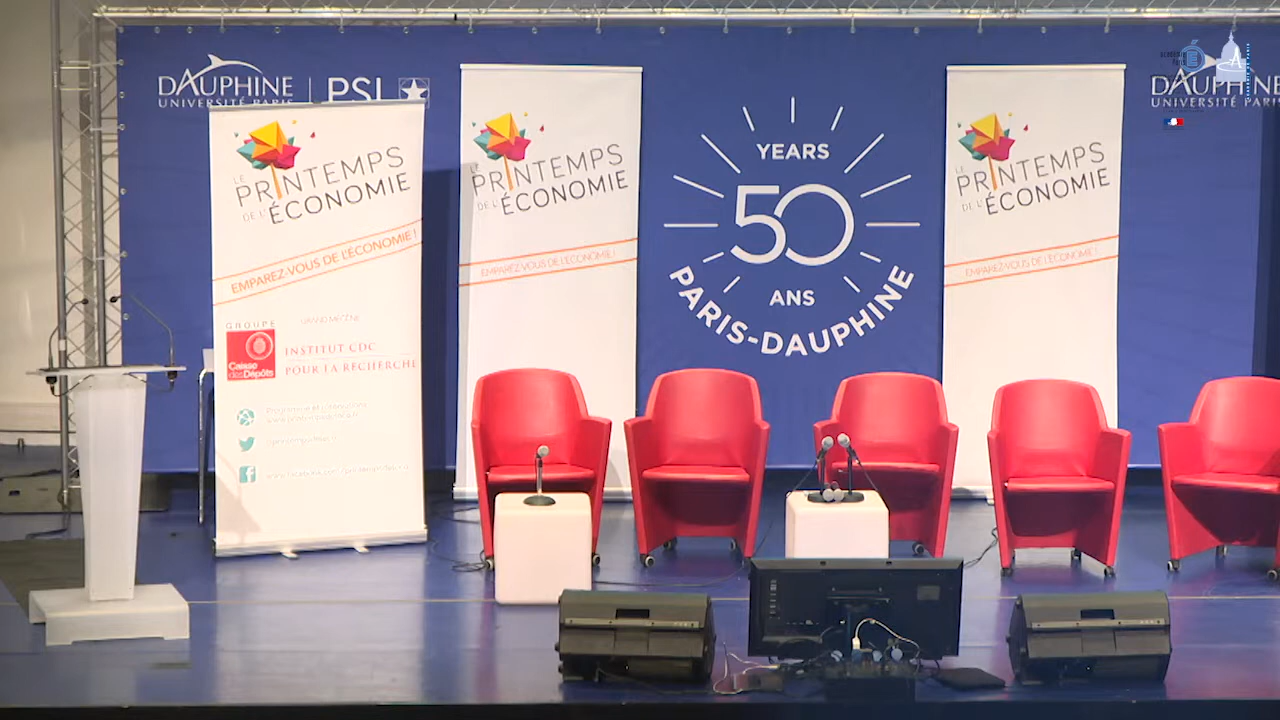 DAUPHINE
UNIVERSITÉ PARIS
PSL
LE
PRINTEMPS
DE L'ÉCONOMIE
EMPAREZ-VOUS DE L'ÉCONOMIE !
GROUPE
GRAND MÉCÈNE
Caisse
des Dépôts
INSTITUT CDC
POUR LA RECHERCHE
LE
PRINTEMPS
DE L'ÉCONOMIE
EMPAREZ-VOUS DE L'ÉCONOMIE !
YEARS
50
ANS
PARIS-DAUPHINE
LE
PRINTEMPS
DE L'ÉCONOMIE
EMPAREZ-VOUS DE L'ÉCONOMIE !
DAUPHINE
UNIVERSITÉ PARIS